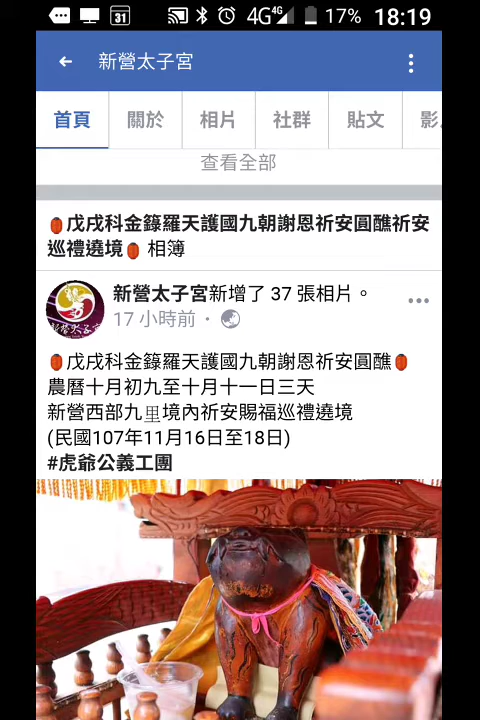 31 4G 4G 17% 18:19
新營太子宮
首頁 關於 相片 社群 貼文 影
查看全部
戊戌科金籙羅天護國九朝謝恩祈安圓醮祈安
巡禮遶境 相簿
新營太子宮新增了 37 張相片。
17 小時前 ·
戊戌科金籙羅天護國九朝謝恩祈安圓醮
農曆十月初九至十月十一日三天
新營西部九里境內祈安賜福巡禮遶境
(民國107年11月16日至18日)
#虎爺公義工團